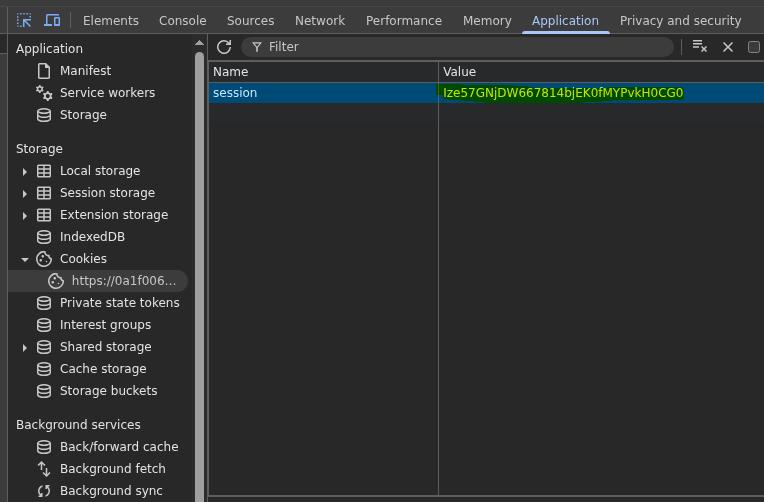 Elements Console Sources Network Performance Memory Application Privacy and security
Application
Manifest
Service workers
Storage
Storage
Local storage
Session storage
Extension storage
IndexedDB
Cookies
https://0a1f006...
Private state tokens
Interest groups
Shared storage
Cache storage
Storage buckets
Background services
Back/forward cache
Background fetch
Background sync
Filter
Name Value
session Ize57GNjDW667814bjEK0fMYPvkH0CG0